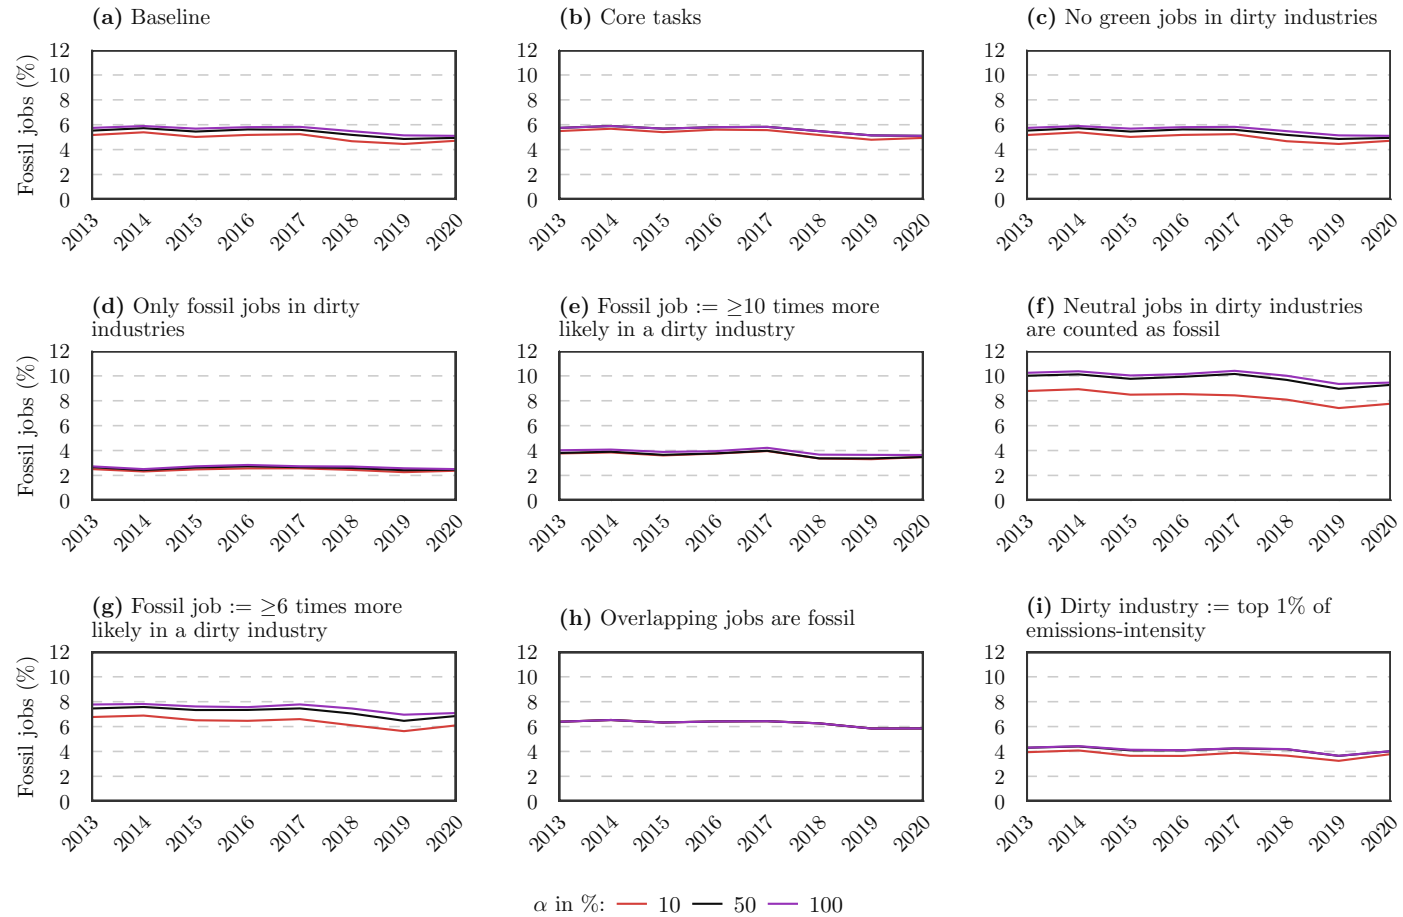 (a) Baseline
(b) Core tasks
(c) No green jobs in dirty industries
Fossil jobs (%)
12
10
8
6
4
2
0
2013 2014 2015 2016 2017 2018 2019 2020
12
10
8
6
4
2
0
2013 2014 2015 2016 2017 2018 2019 2020
12
10
8
6
4
2
0
2013 2014 2015 2016 2017 2018 2019 2020
(d) Only fossil jobs in dirty
industries
(e) Fossil job := ≥10 times more
likely in a dirty industry
(f) Neutral jobs in dirty industries
are counted as fossil
Fossil jobs (%)
12
10
8
6
4
2
0
2013 2014 2015 2016 2017 2018 2019 2020
12
10
8
6
4
2
0
2013 2014 2015 2016 2017 2018 2019 2020
12
10
8
6
4
2
0
2013 2014 2015 2016 2017 2018 2019 2020
(g) Fossil job := ≥6 times more
likely in a dirty industry
(h) Overlapping jobs are fossil
(i) Dirty industry := top 1% of
emissions-intensity
Fossil jobs (%)
12
10
8
6
4
2
0
2013 2014 2015 2016 2017 2018 2019 2020
12
10
8
6
4
2
0
2013 2014 2015 2016 2017 2018 2019 2020
12
10
8
6
4
2
0
2013 2014 2015 2016 2017 2018 2019 2020
α in %: 10 50 100